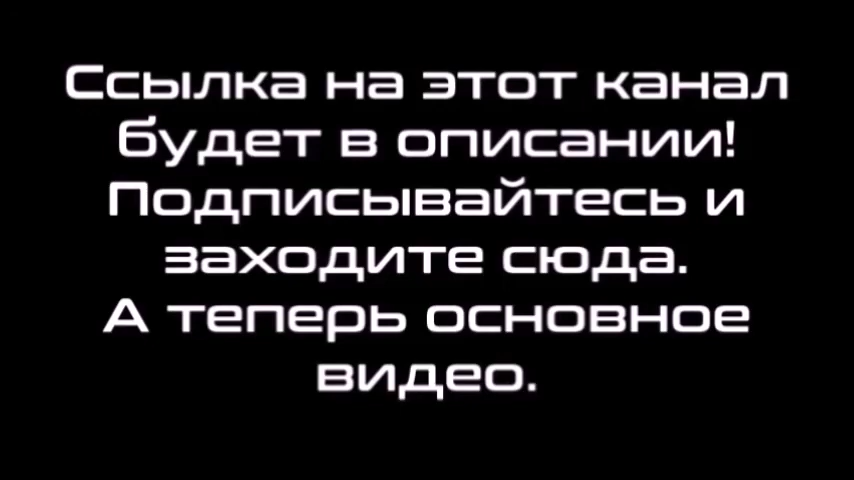 Ссылка на этот канал
будет в описании!
Подписывайтесь и
заходите сюда.
А теперь основное
видео.